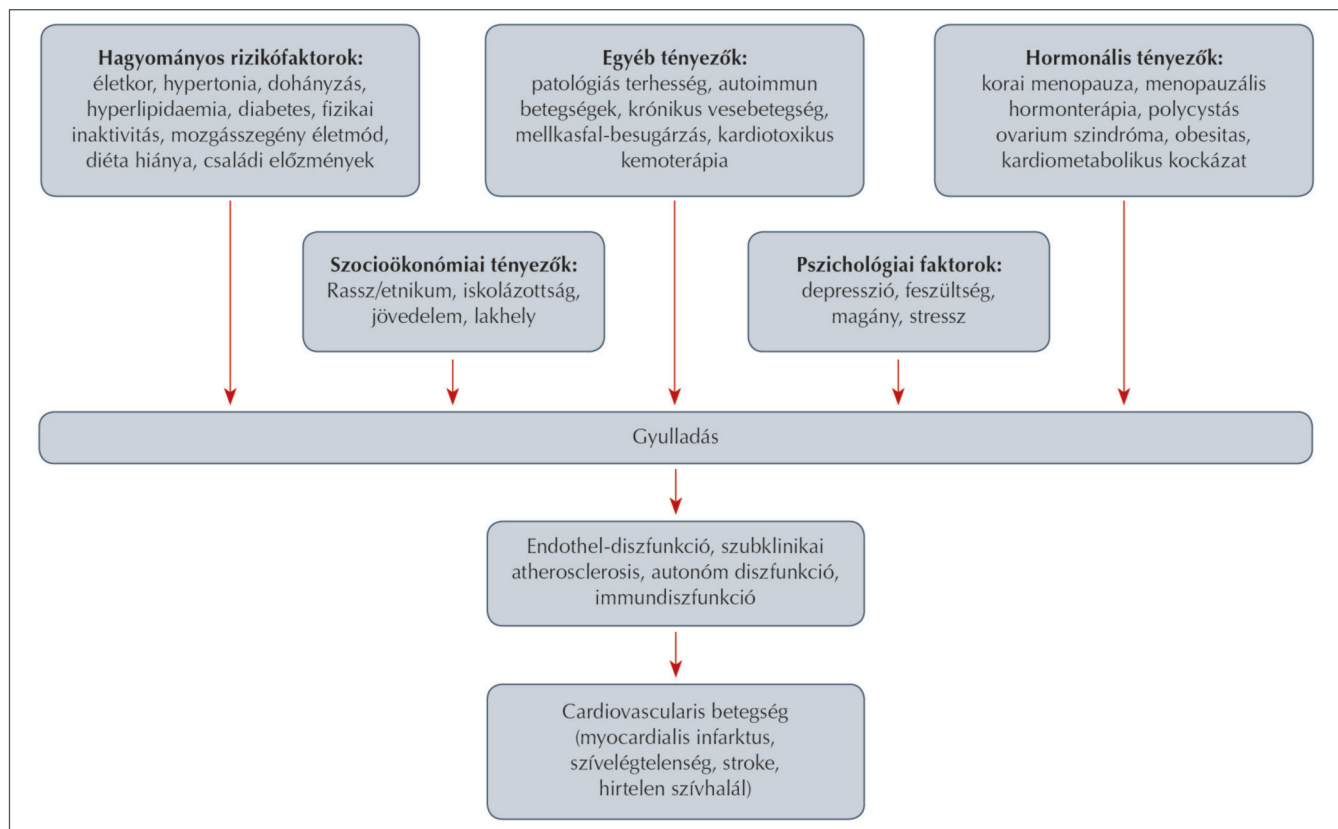 Hagyományos rizikófaktorok:
életkor, hypertonia, dohányzás,
hyperlipidaemia, diabetes, fizikai
inaktivitás, mozgásszegény életmód,
diéta hiánya, családi előzmények
Egyéb tényezők:
patológiás terhesség, autoimmun
betegségek, krónikus vesebetegség,
mellkasfal-besugárzás, kardiotoxikus
kemoterápia
Hormonális tényezők:
korai menopauza, menopauzális
hormonterápia, polycystás
ovarium szindróma, obesitas,
kardiometabolikus kockázat
Szocioökonómiai tényezők:
Rassz/etnikum, iskolázottság,
jövedelem, lakhely
Pszichológiai faktorok:
depresszió, feszültség,
magány, stressz
Gyulladás
Endothel-diszfunkció, szubklinikai
atherosclerosis, autonóm diszfunkció,
immundiszfunkció
Cardiovascularis betegség
(myocardialis infarktus,
szívelégtelenség, stroke,
hirtelen szívhalál)